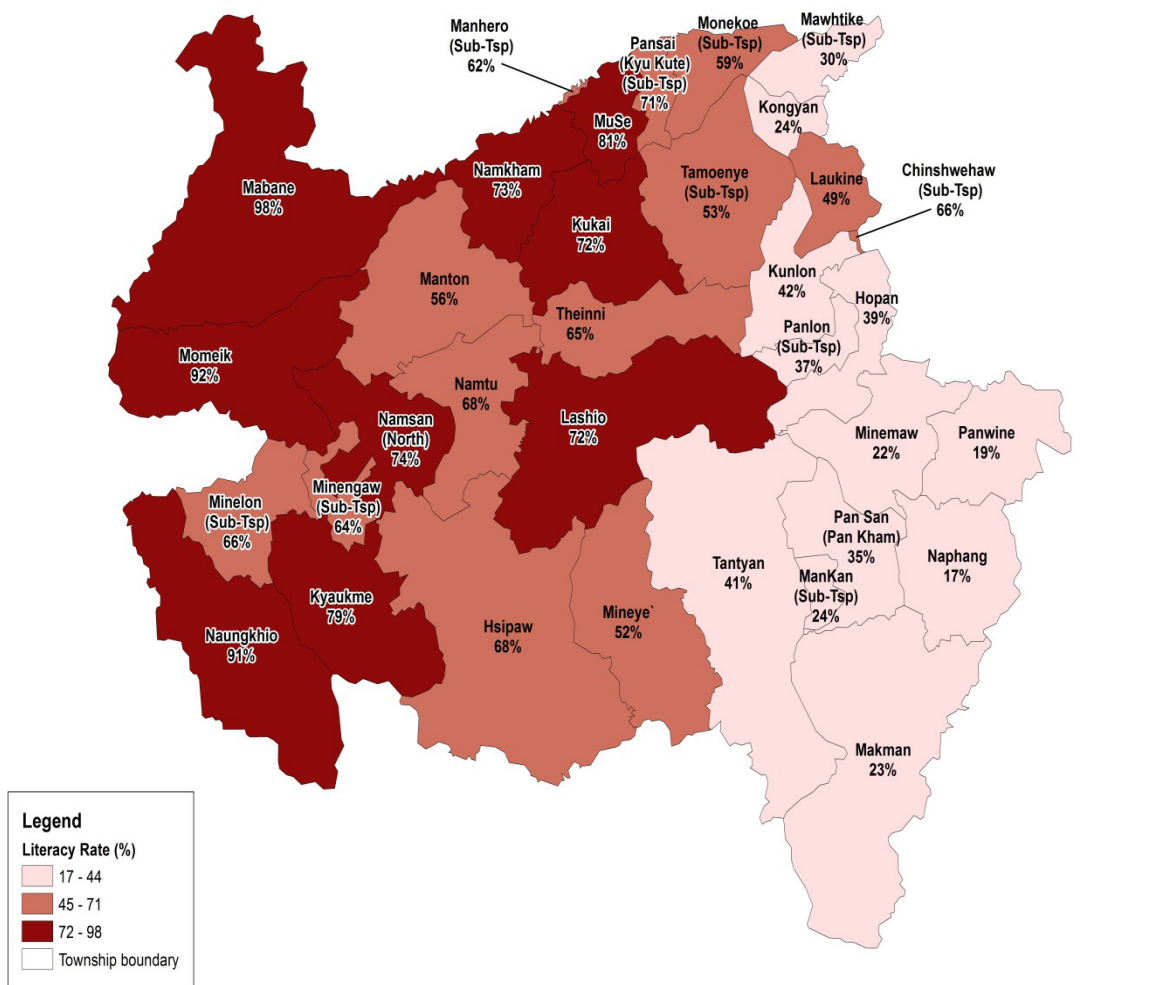 Manhero
(Sub-Tsp)
62%
Pansai
(Kyu Kute)
(Sub-Tsp)
71%
Monekoe
(Sub-Tsp)
59%
Mawhtike
(Sub-Tsp)
30%
Kongyan
24%
MuSe
81%
Namkham
73%
Mabane
98%
Kukai
72%
Tamoenye
(Sub-Tsp)
53%
Laukine
49%
Chinshwehaw
(Sub-Tsp)
66%
Manton
56%
Theinni
65%
Kunlon
42%
Hopan
39%
Panlon
(Sub-Tsp)
37%
Momeik
92%
Namtu
68%
Namsan
(North)
74%
Lashio
72%
Minemaw
22%
Panwine
19%
Minengaw
(Sub-Tsp)
64%
Minelon
(Sub-Tsp)
66%
Pan San
(Pan Kham)
35%
Naphang
17%
Tantyan
41%
ManKan
(Sub-Tsp)
24%
Kyaukme
79%
Hsipaw
68%
Mineye`
52%
Naungkhio
91%
Makman
23%
Legend
Literacy Rate (%)
17 - 44
45 - 71
72 - 98
Township boundary